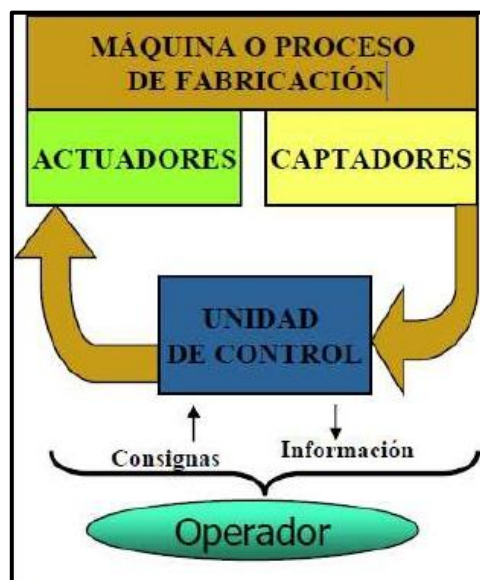 MÁQUINA O PROCESO
DE FABRICACIÓN
ACTUADORES
CAPTADORES
UNIDAD
DE CONTROL
Consignas
Información
Operador